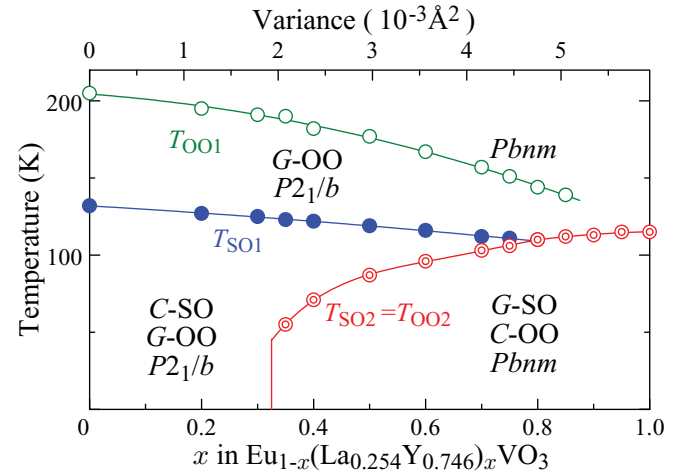 Variance ( 10⁻³Å² )
0 1 2 3 4 5
Temperature (K)
200
100
0
T_OO1
G-OO
P2₁/b
Pbnm
T_SO1
C-SO
G-OO
P2₁/b
T_SO2=T_OO2
G-SO
C-OO
Pbnm
0 0.2 0.4 0.6 0.8 1.0
x in Eu₁₋ₓ(La₀.₂₅₄Y₀.₇₄₆)ₓVO₃